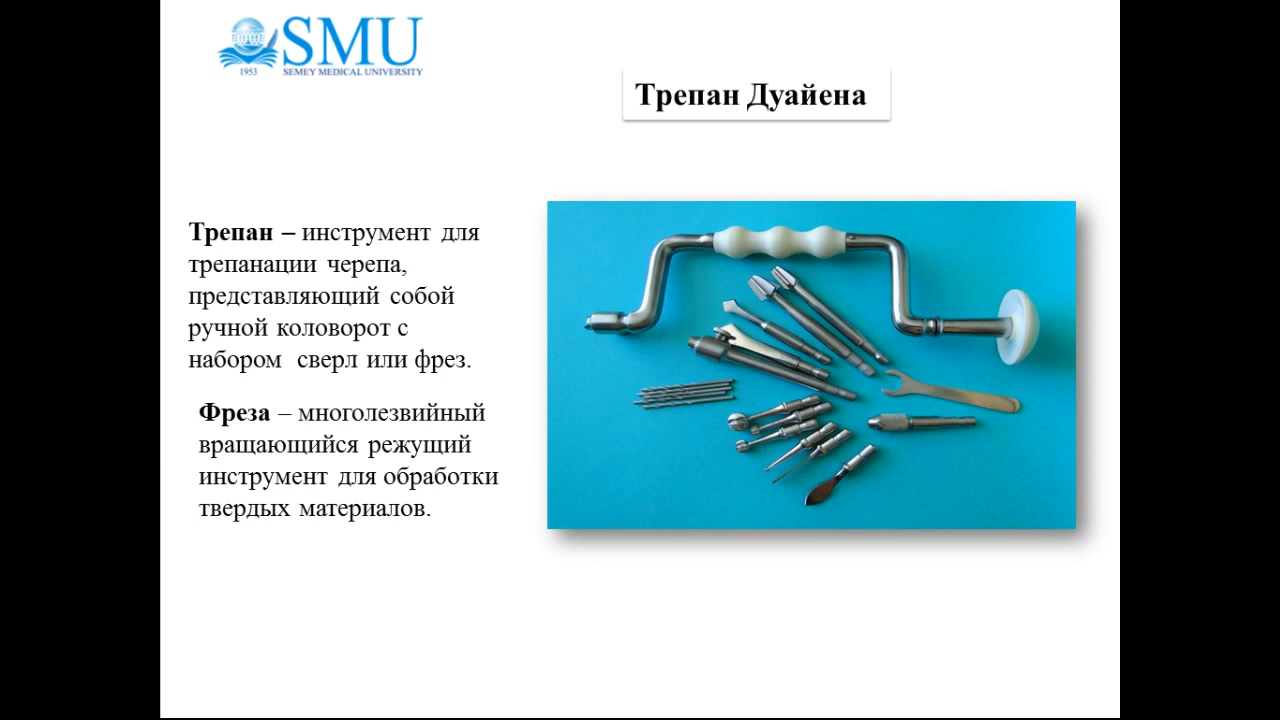 SMU
1953 SEMEY MEDICAL UNIVERSITY
Трепан Дуайена
Трепан – инструмент для
трепанации черепа,
представляющий собой
ручной коловорот с
набором сверл или фрез.
Фреза – многолезвийный
вращающийся режущий
инструмент для обработки
твердых материалов.